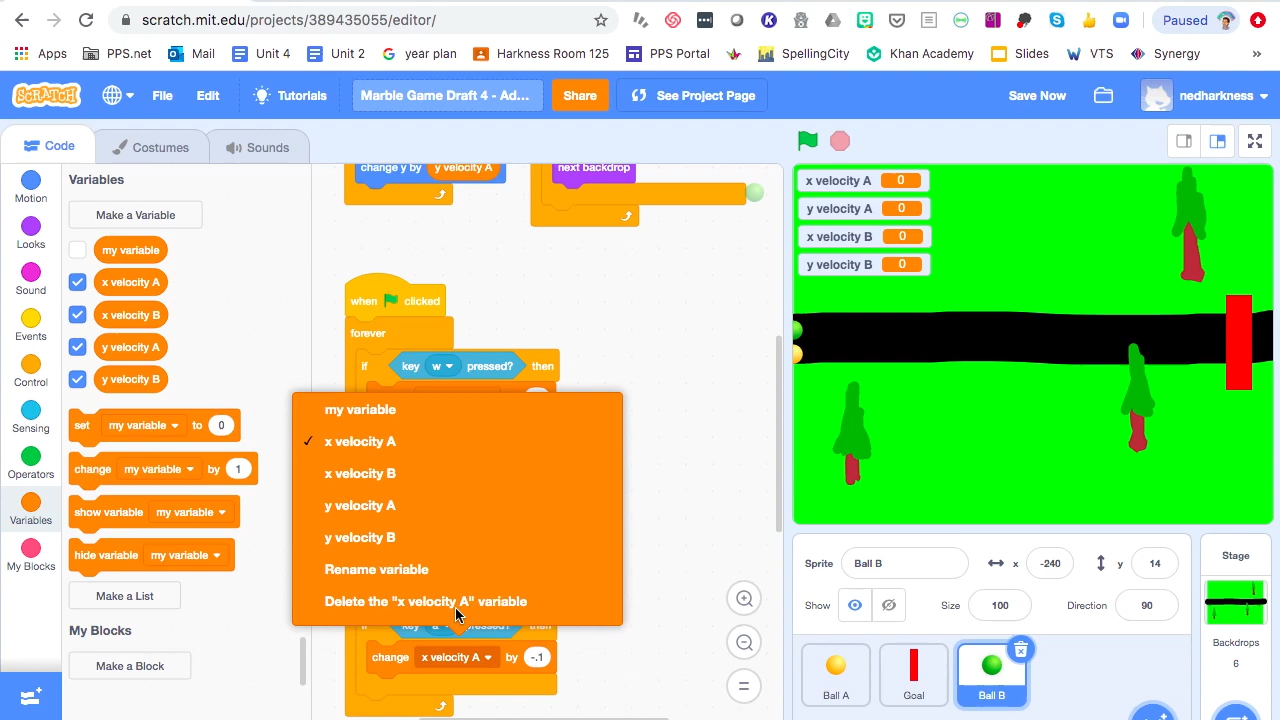 scratch.mit.edu/projects/389435055/editor/
Paused
Apps
PPS.net
Mail
Unit 4
Unit 2
year plan
Harkness Room 125
PPS Portal
SpellingCity
Khan Academy
Slides
VTS
Synergy
»
SCRATCH
File
Edit
Tutorials
Marble Game Draft 4 - Ad...
Share
See Project Page
Save Now
nedharkness
Code
Costumes
Sounds
Motion
Looks
Sound
Events
Control
Sensing
Operators
Variables
My Blocks
Variables
Make a Variable
my variable
x velocity A
x velocity B
y velocity A
y velocity B
set my variable to 0
change my variable by 1
show variable my variable
hide variable my variable
Make a List
My Blocks
Make a Block
change y by y velocity A
next backdrop
when clicked
forever
if key w pressed? then
my variable
✓ x velocity A
x velocity B
y velocity A
y velocity B
Rename variable
Delete the "x velocity A" variable
if key a pressed? then
change x velocity A by -.1
x velocity A 0
y velocity A 0
x velocity B 0
y velocity B 0
Sprite Ball B x -240 y 14
Show Size 100 Direction 90
Ball A
Goal
Ball B
Stage
Backdrops
6